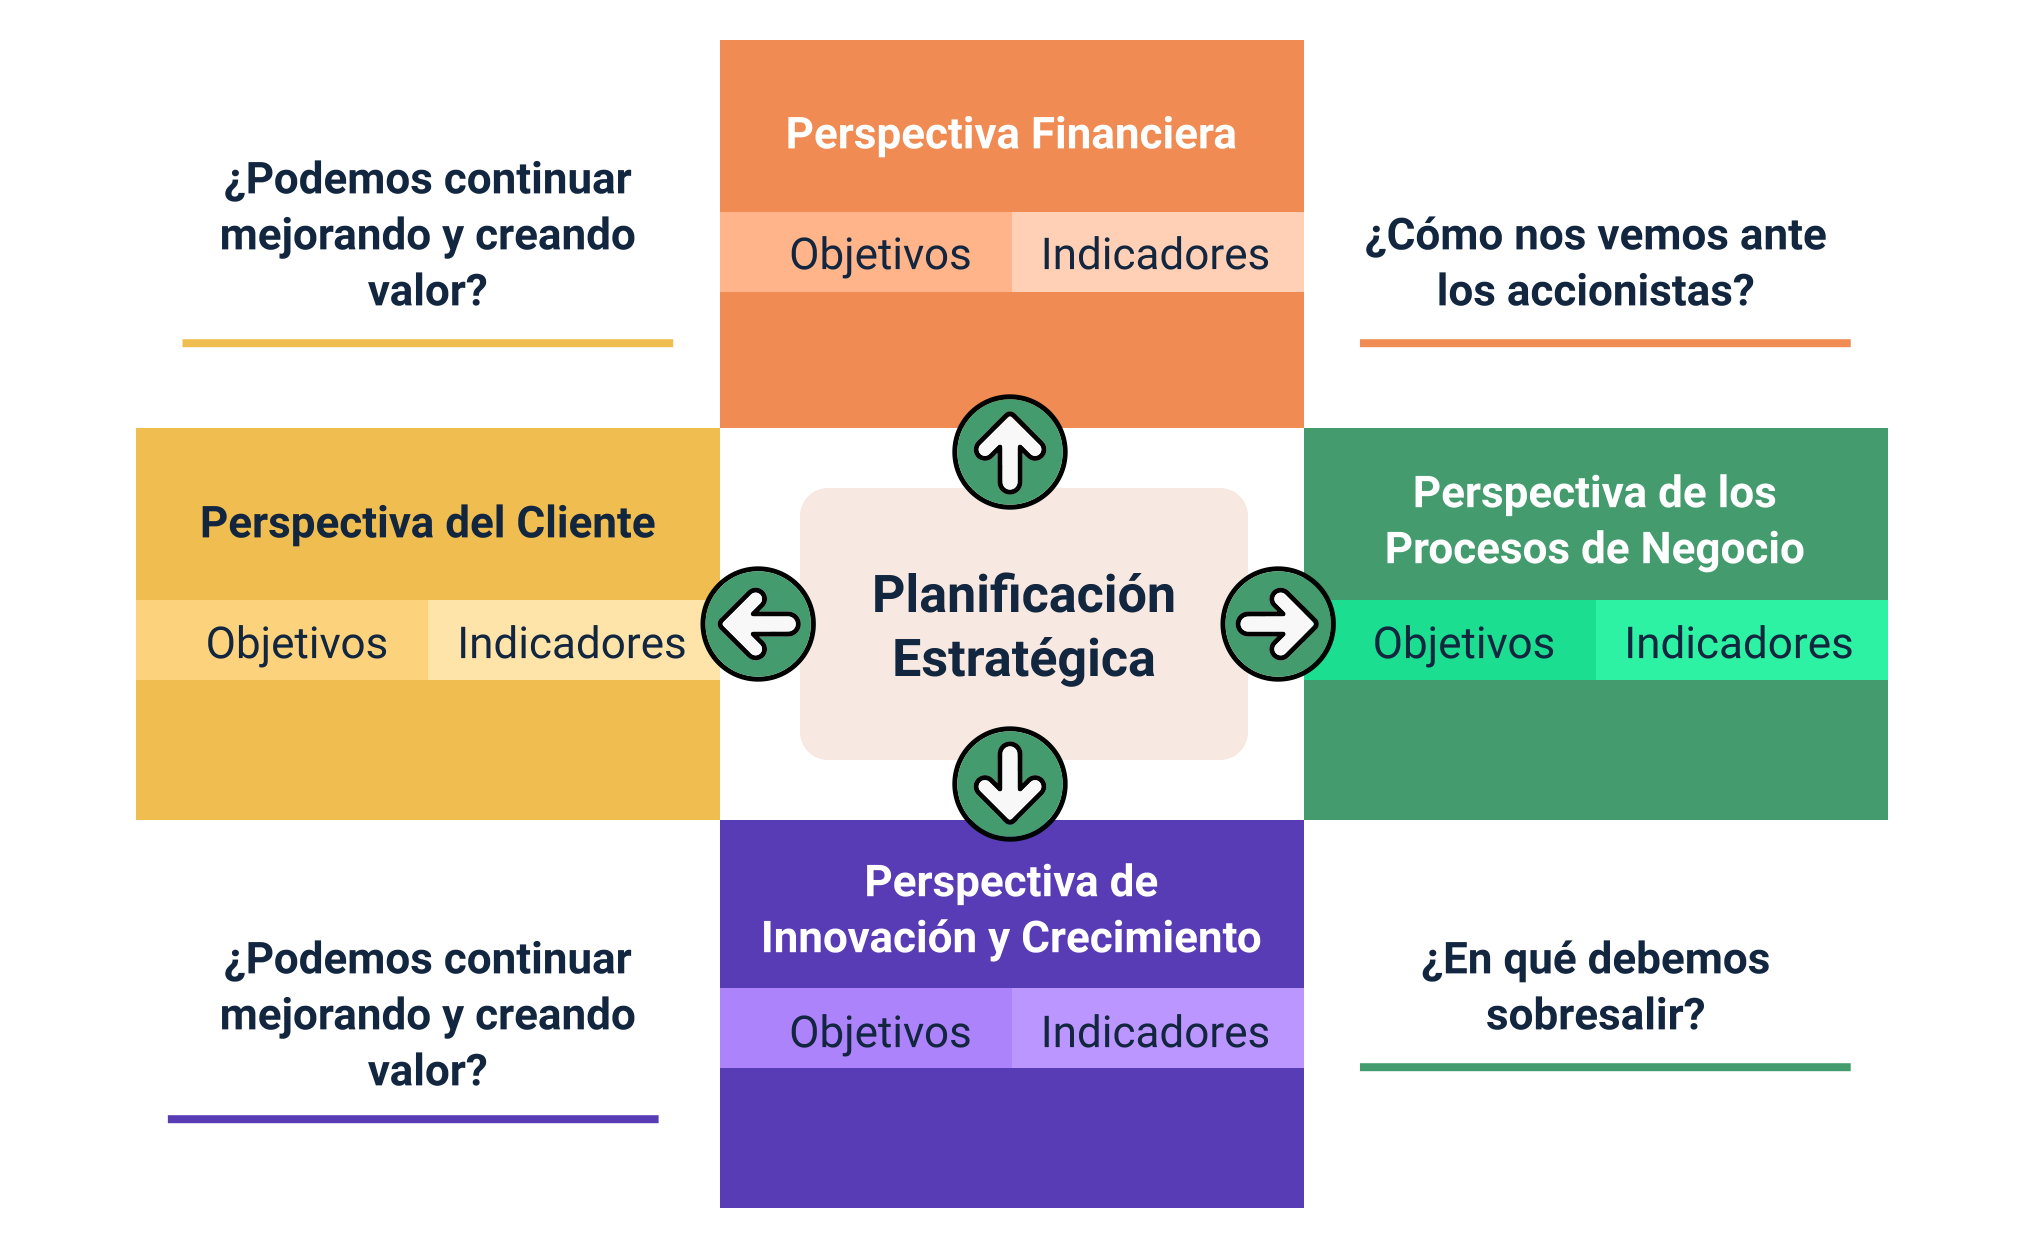 Perspectiva Financiera
Objetivos
Indicadores
¿Podemos continuar
mejorando y creando
valor?
¿Cómo nos vemos ante
los accionistas?
Perspectiva del Cliente
Objetivos
Indicadores
Planificación
Estratégica
Perspectiva de los
Procesos de Negocio
Objetivos
Indicadores
Perspectiva de
Innovación y Crecimiento
Objetivos
Indicadores
¿Podemos continuar
mejorando y creando
valor?
¿En qué debemos
sobresalir?